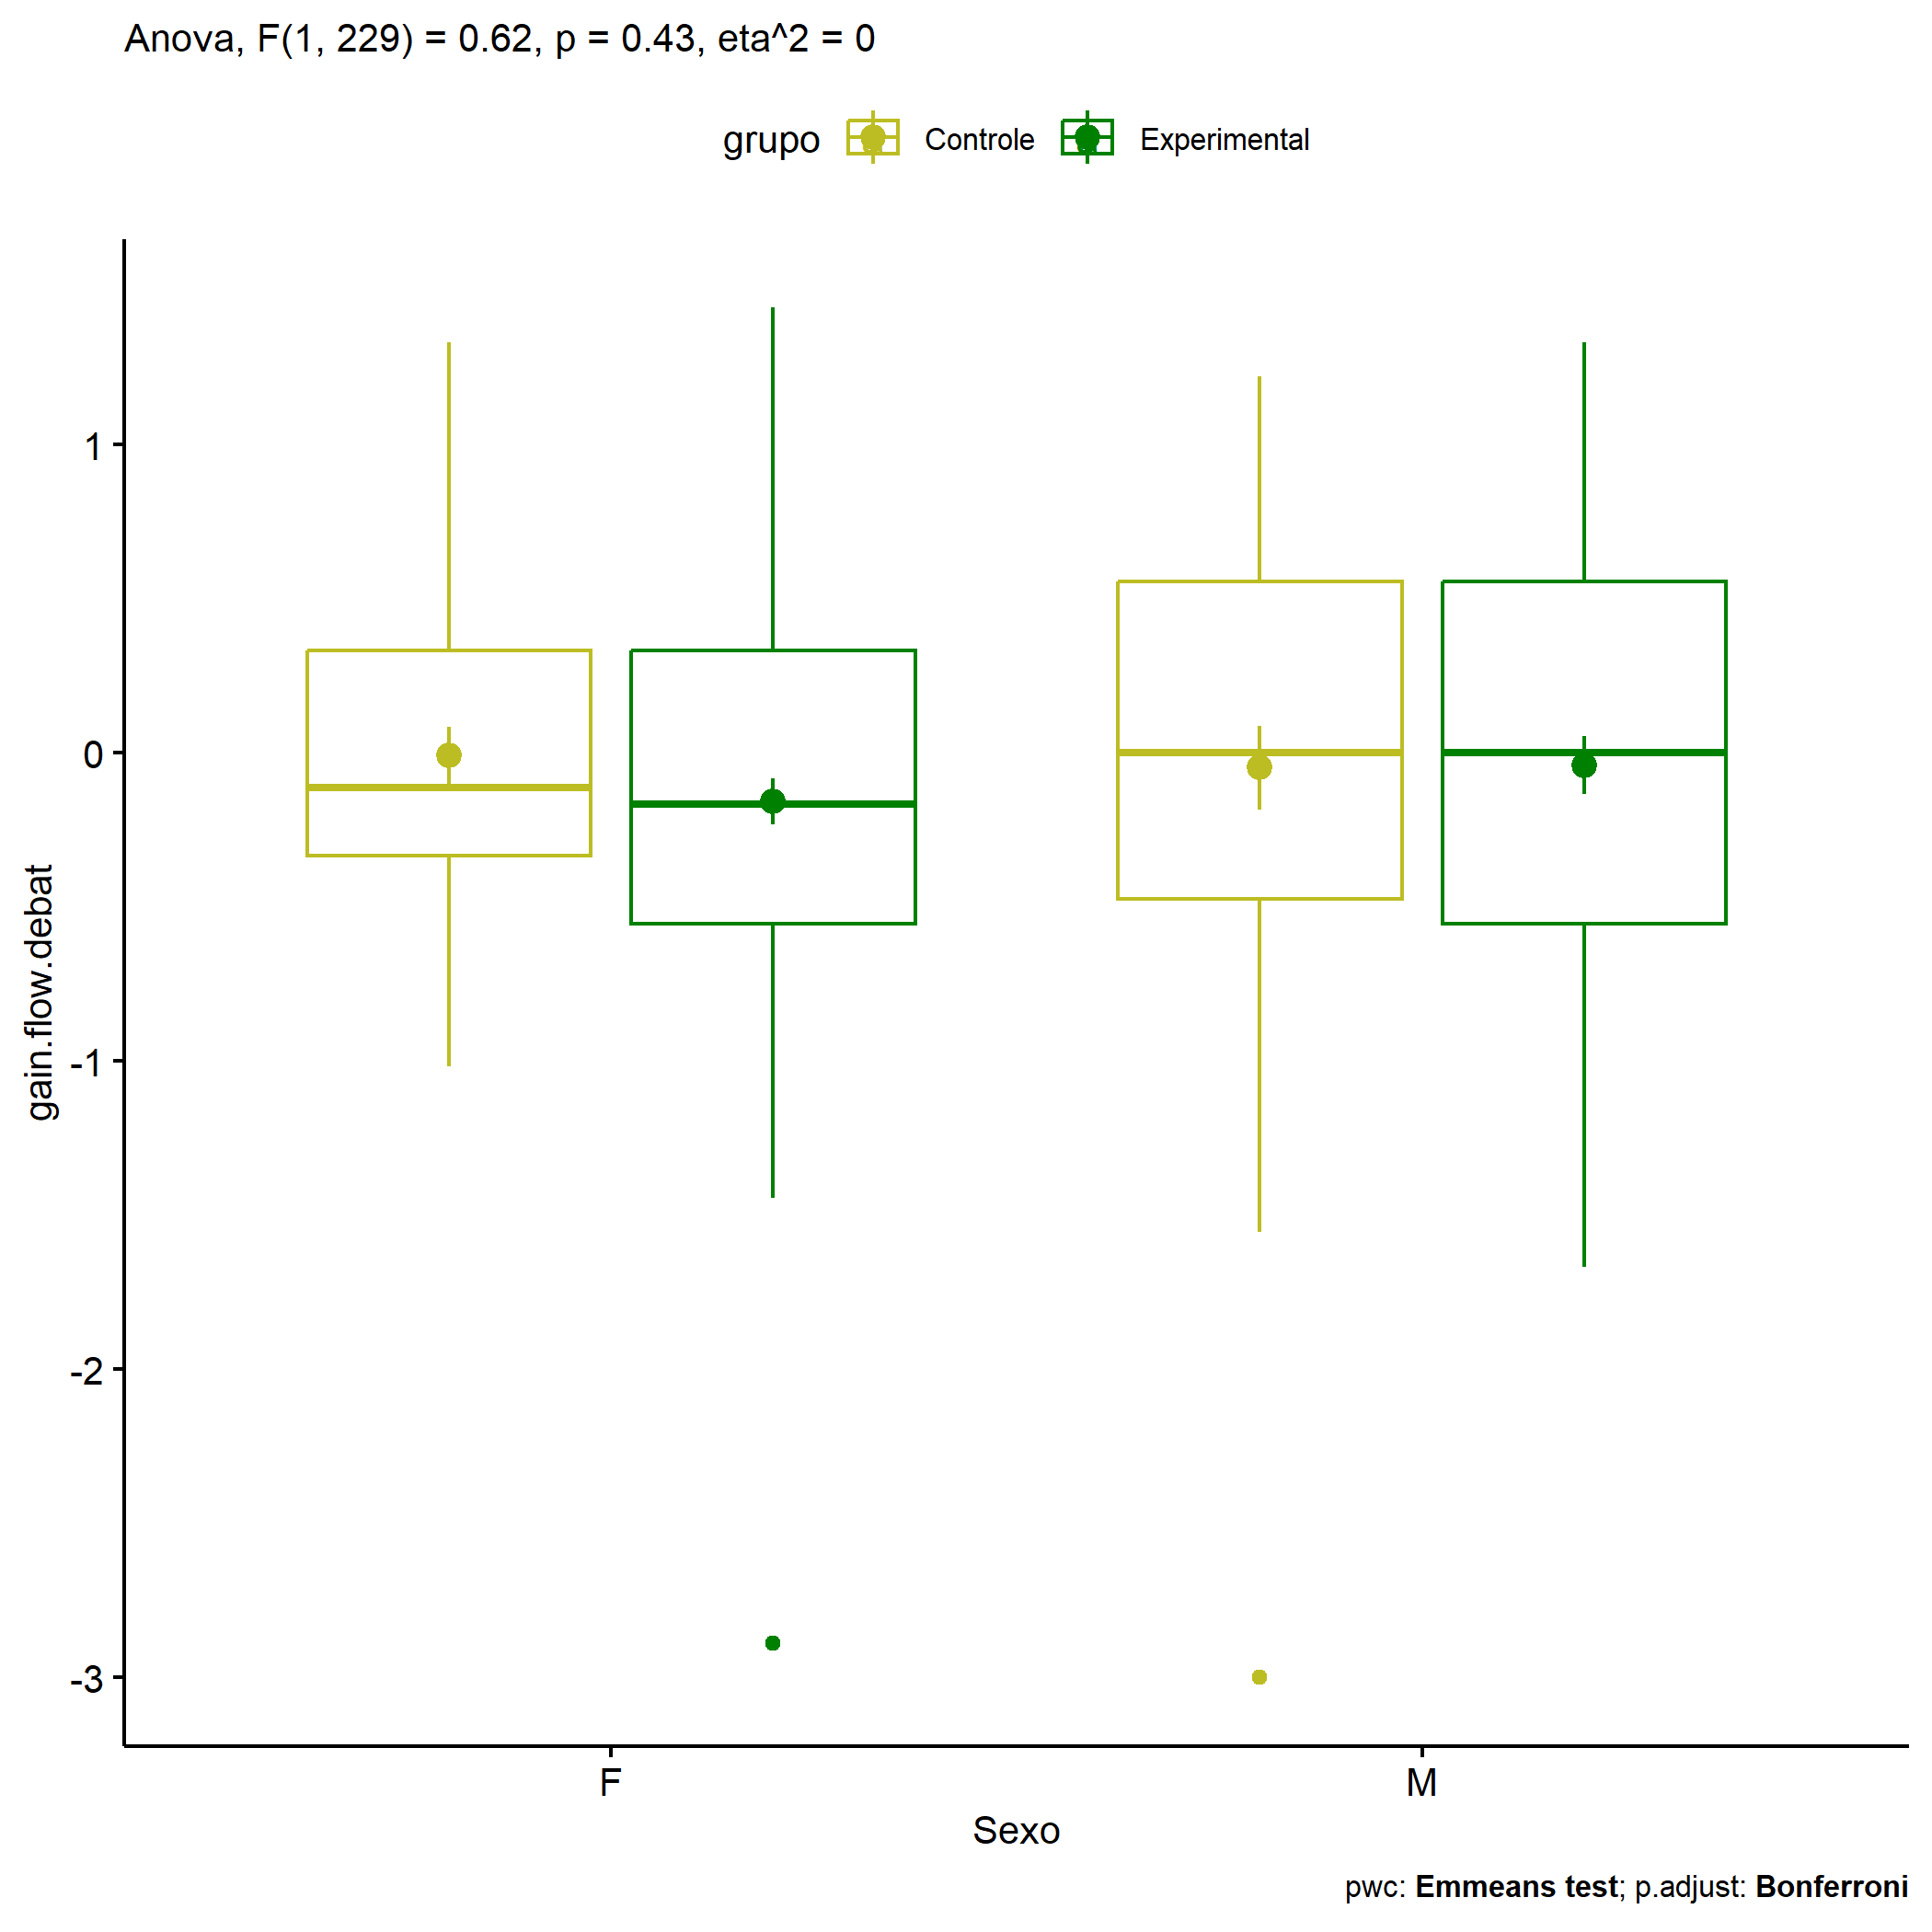 Anova, F(1, 229) = 0.62, p = 0.43, eta^2 = 0
grupo Controle Experimental
gain.flow.debat
1
0
-1
-2
-3
F M
Sexo
pwc: Emmeans test; p.adjust: Bonferroni